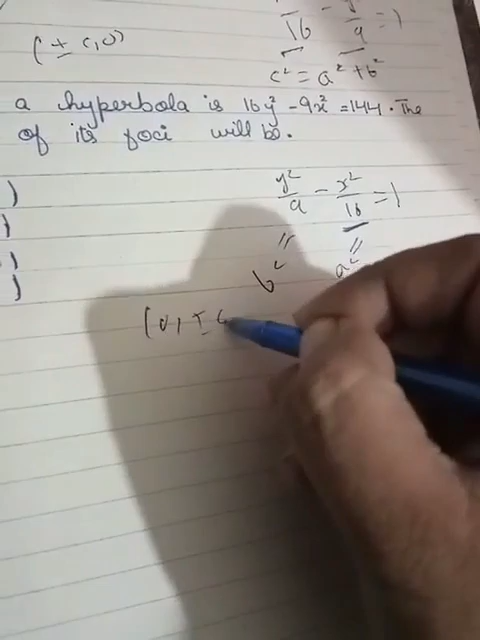 16 - 9 = 1
(± c,0)
c² = a² + b²
a hyperbola is 16y² - 9x² = 144. The
of its foci will be.
y²/9 - x²/16 = 1
)
)
)
)
b² a²
(0, ± c